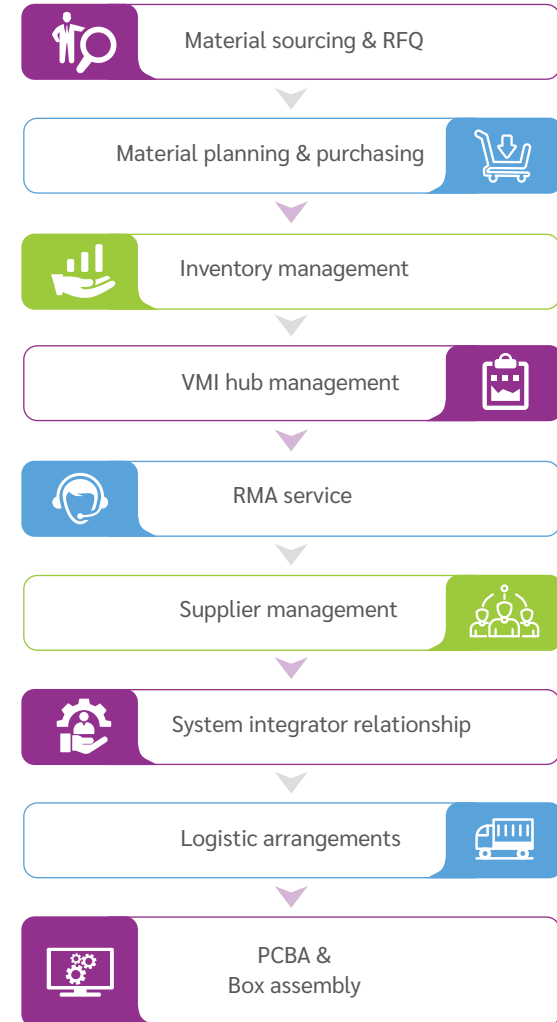 Material sourcing & RFQ
Material planning & purchasing
Inventory management
VMI hub management
RMA service
Supplier management
System integrator relationship
Logistic arrangements
PCBA &
Box assembly